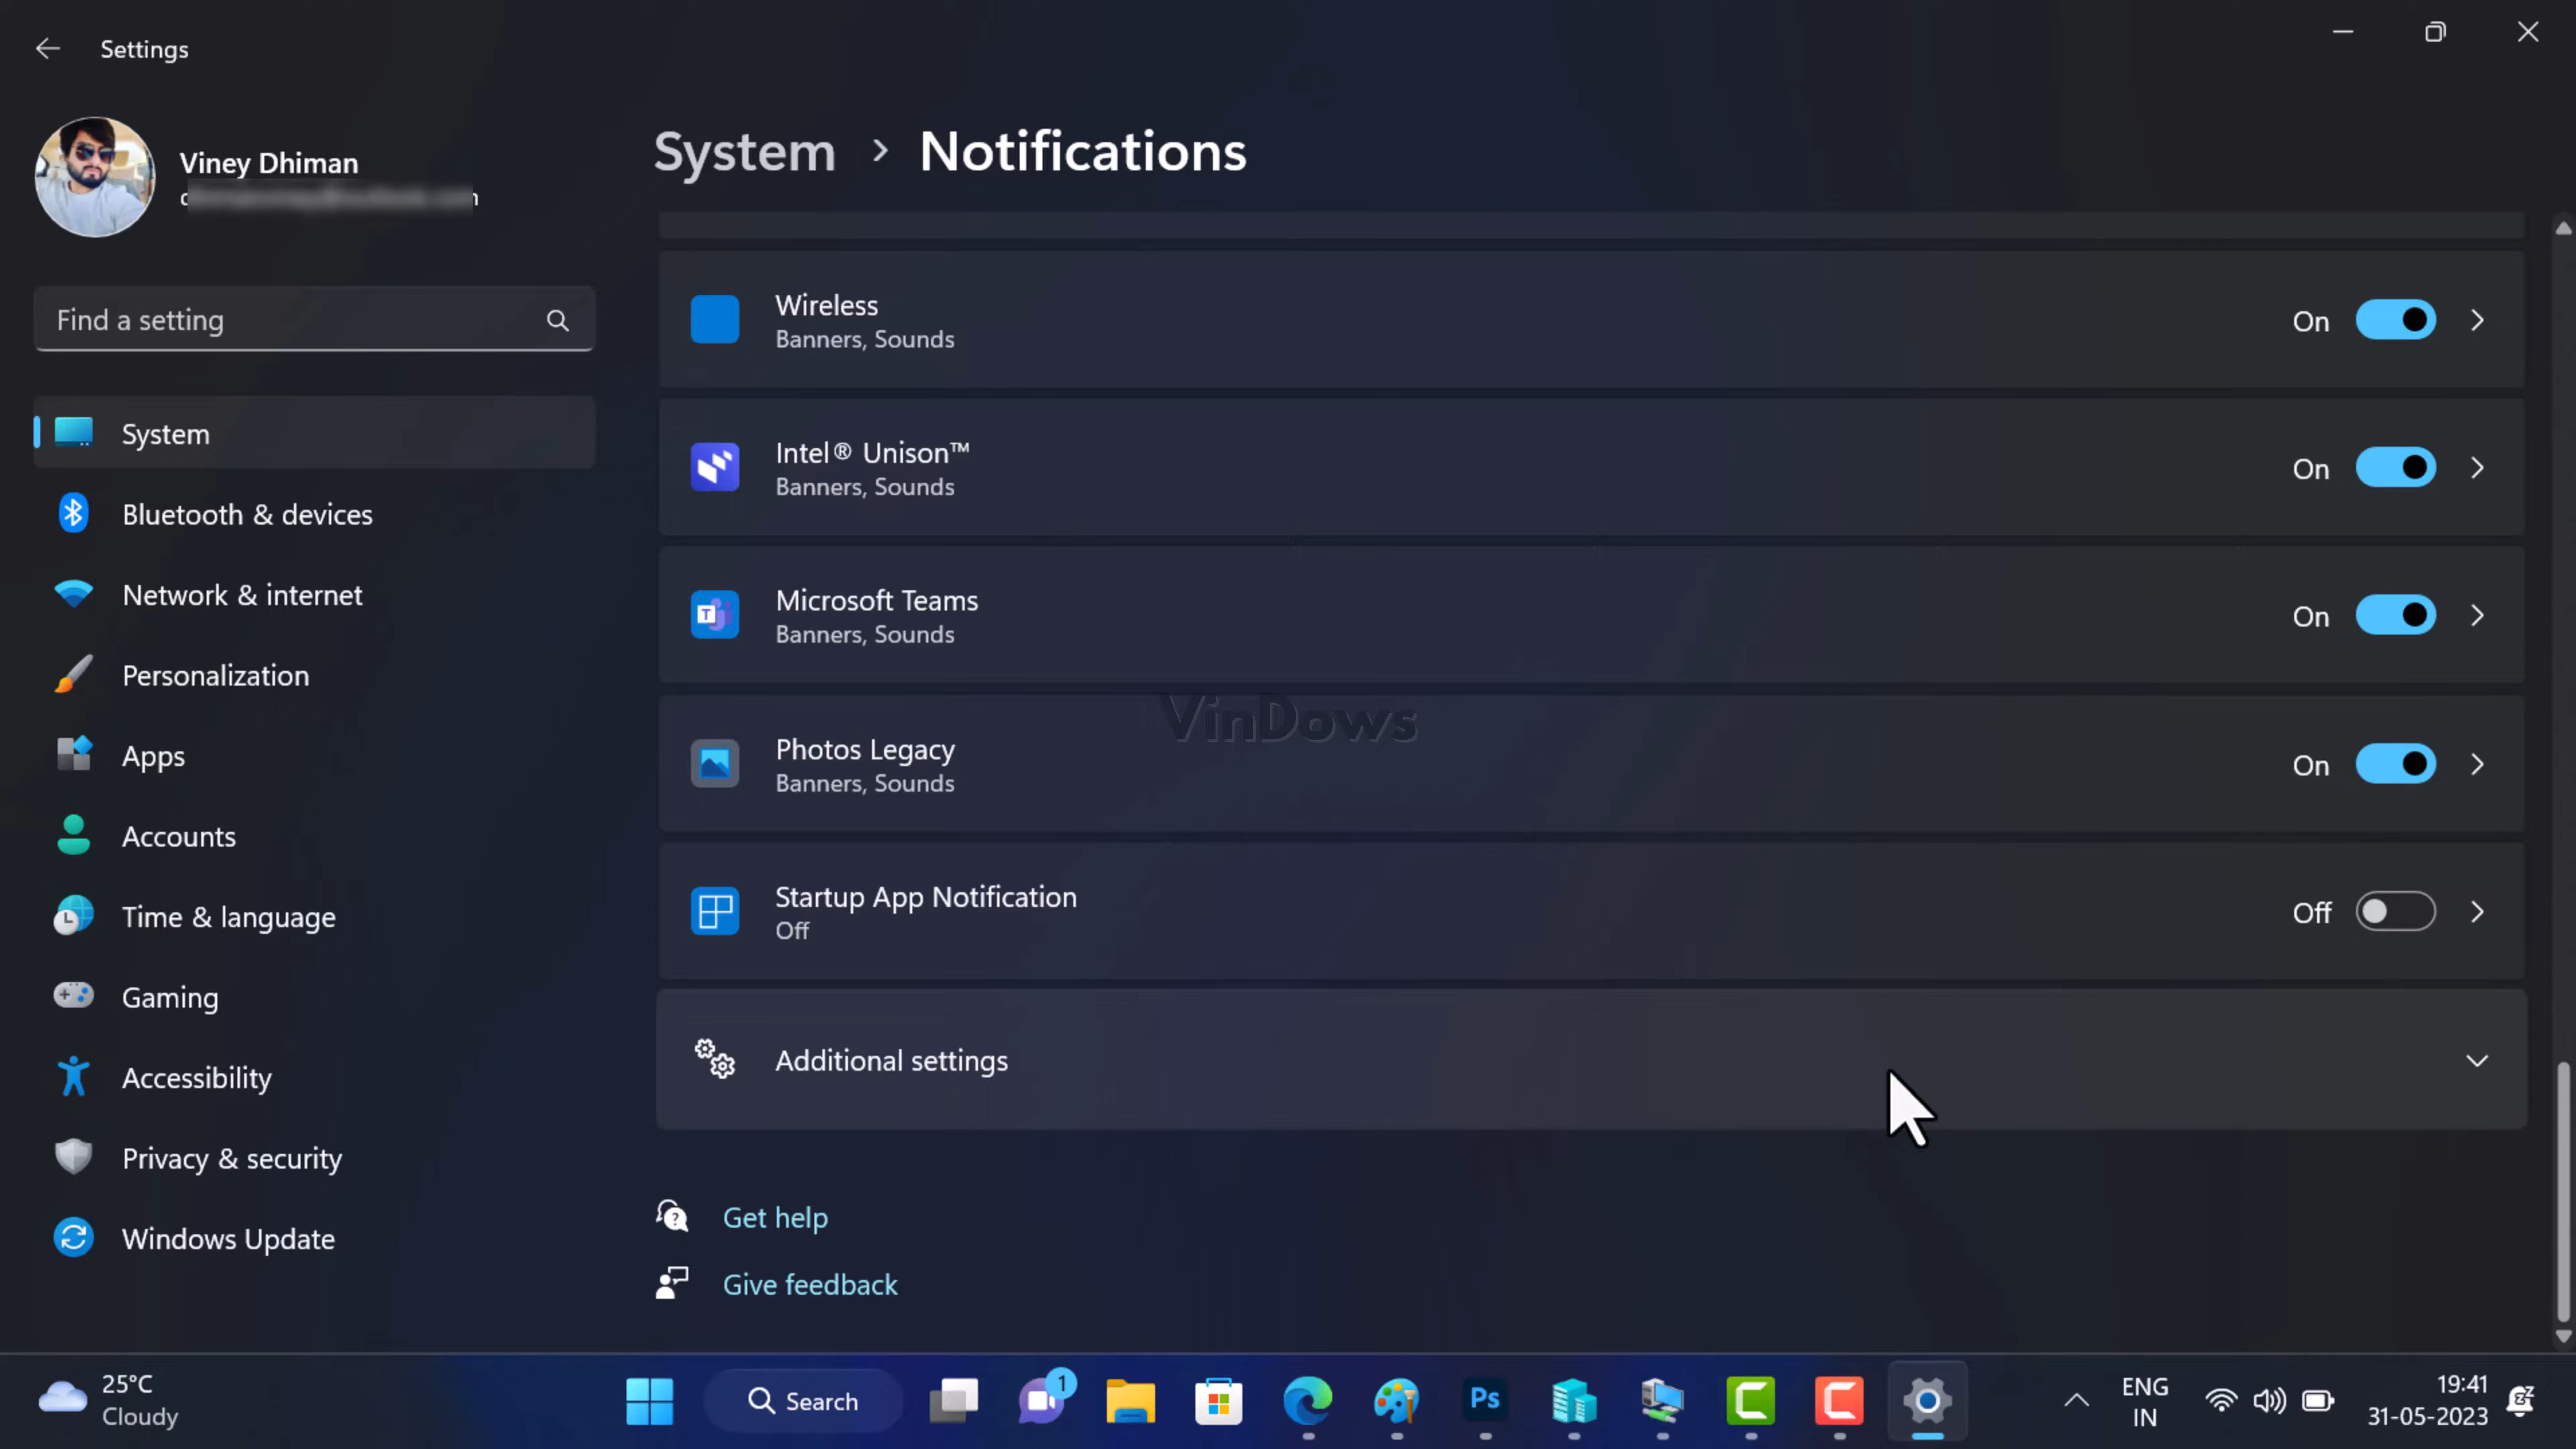 Settings
Viney Dhiman
Find a setting
System
Bluetooth & devices
Network & internet
Personalization
Apps
Accounts
Time & language
Gaming
Accessibility
Privacy & security
Windows Update
System > Notifications
Wireless
Banners, Sounds
On
Intel® Unison™
Banners, Sounds
On
Microsoft Teams
Banners, Sounds
On
VinDows
Photos Legacy
Banners, Sounds
On
Startup App Notification
Off
Off
Additional settings
Get help
Give feedback
25°C
Cloudy
Search
1
Ps
ENG
IN
19:41
31-05-2023